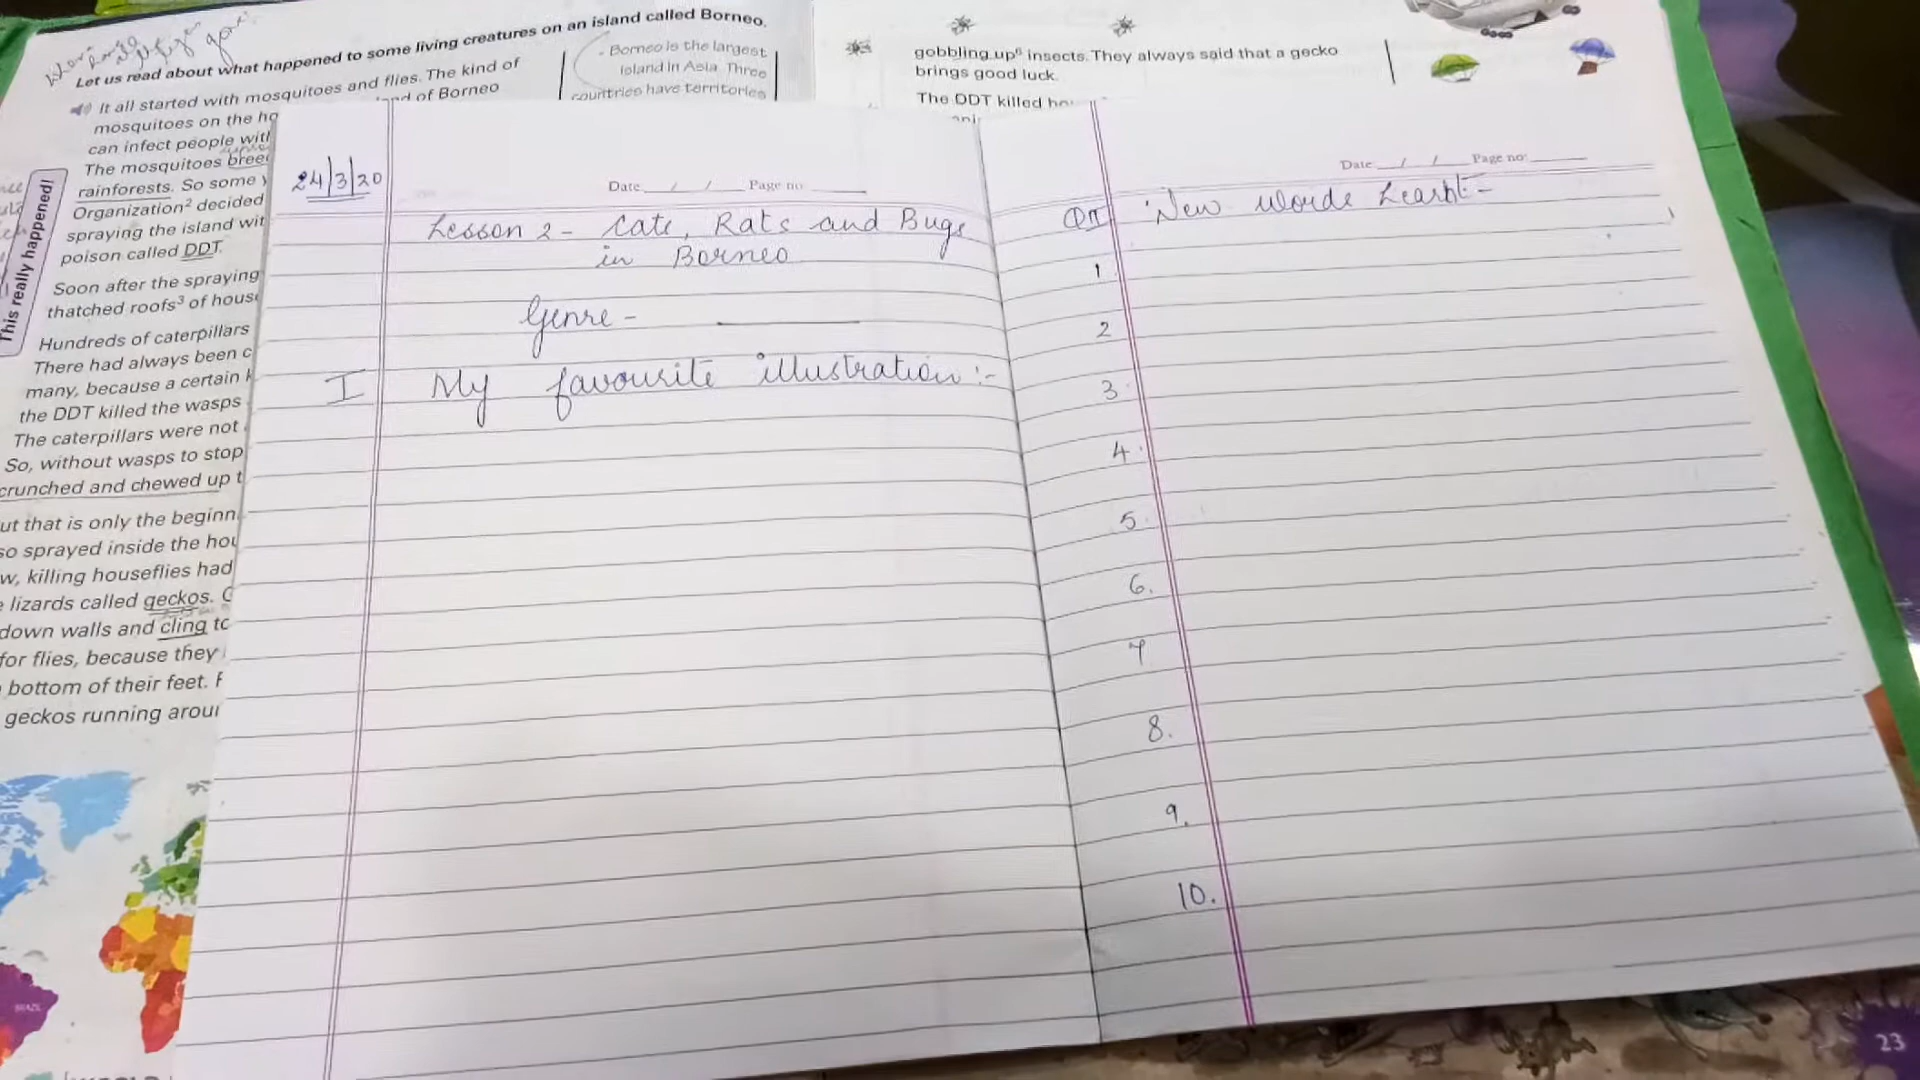 Let us read about what happened to some living creatures on an island called Borneo.
It all started with mosquitoes and flies. The kind of
mosquitoes on the
of Borneo
can infect people with
The mosquitoes
rainforests. So some
Organization² decided
spraying the island wit
poison called DDT.
Soon after the spraying
thatched roofs³ of hous
Hundreds of caterpillars
There had always been
many, because a certain
the DDT killed the wasps
The caterpillars were not
So, without wasps to stop
crunched and chewed up
ut that is only the beginn
so sprayed inside the hou
w, killing houseflies had
lizards called geckos.
down walls and cling to
for flies, because they
bottom of their feet.
geckos running aroun
This really happened!
BRAZIL
Borneo is the largest
island in Asia. Three
countries have territories
gobbling up⁶ insects. They always said that a gecko
brings good luck.
The DDT killed
24/3/20
Date / / Page no
Lesson 2 - Cats, Rats and Bugs
in Borneo
Genre -
I My favourite illustration :-
Date / / Page no:
QII New Words Learnt -
1
2
3
4
5
6.
7
8.
9.
10.
23